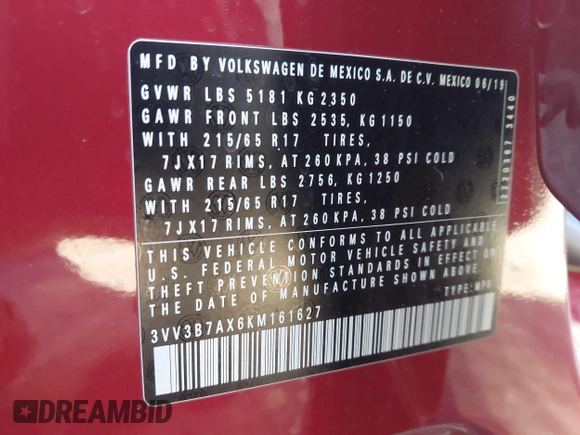 MFD BY VOLKSWAGEN DE MEXICO S.A. DE C.V. MEXICO 06/19
GVWR LBS 5181 KG 2350
GAWR FRONT LBS 2535, KG 1150
WITH 215/65 R17 TIRES,
7JX17 RIMS, AT 260 KPA, 38 PSI COLD
GAWR REAR LBS 2756, KG 1250
WITH 215/65 R17 TIRES,
7JX17 RIMS, AT 260 KPA, 38 PSI COLD
THIS VEHICLE CONFORMS TO ALL APPLICABLE
U.S. FEDERAL MOTOR VEHICLE SAFETY AND
THEFT PREVENTION STANDARDS IN EFFECT ON
THE DATE OF MANUFACTURE SHOWN ABOVE.
3VV3B7AX6KM161627
TYPE: MPV
3440
DREAMBID